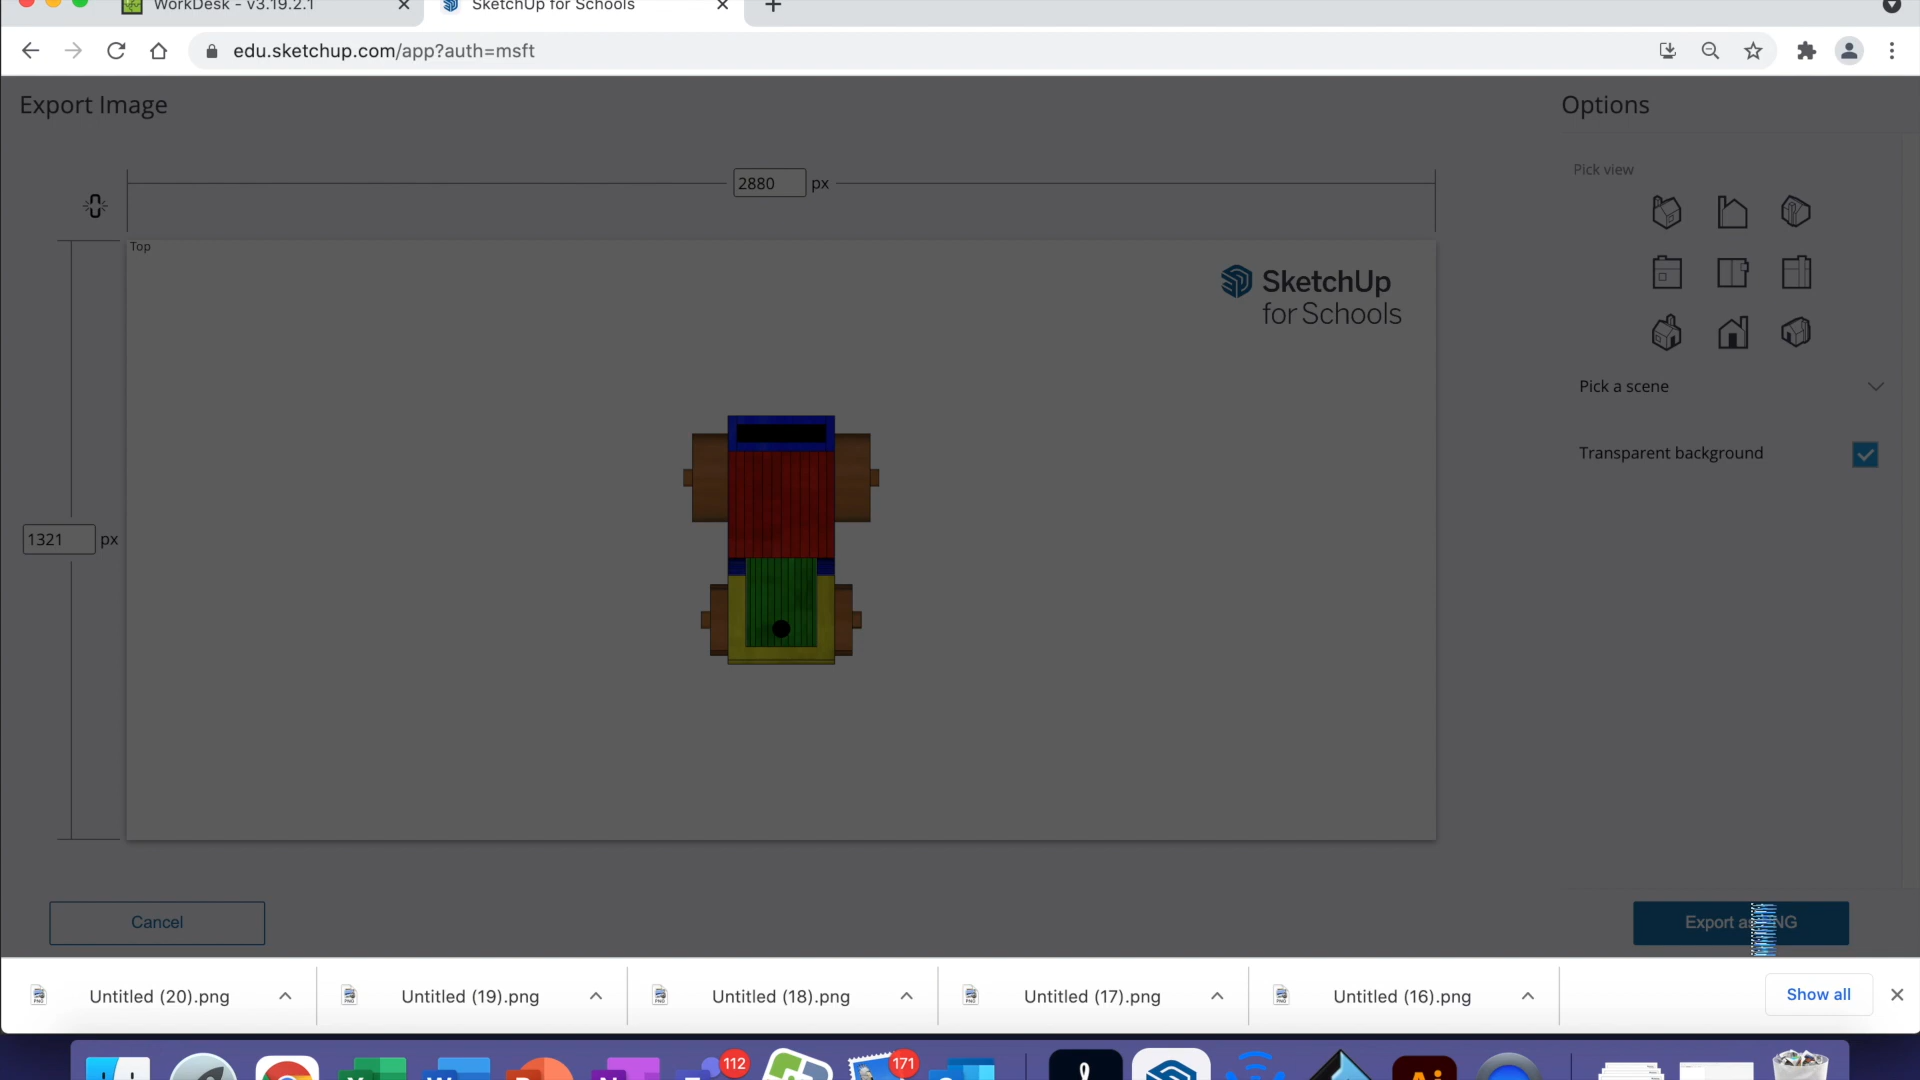 WorkDesk - v3.19.2.1
SketchUp for Schools
edu.sketchup.com/app?auth=msft
Export Image
Options
Pick view
2880 px
Top
SketchUp
for Schools
Pick a scene
Transparent background
1321 px
Cancel
Untitled (20).png
Untitled (19).png
Untitled (18).png
Untitled (17).png
Untitled (16).png
Show all
112
171